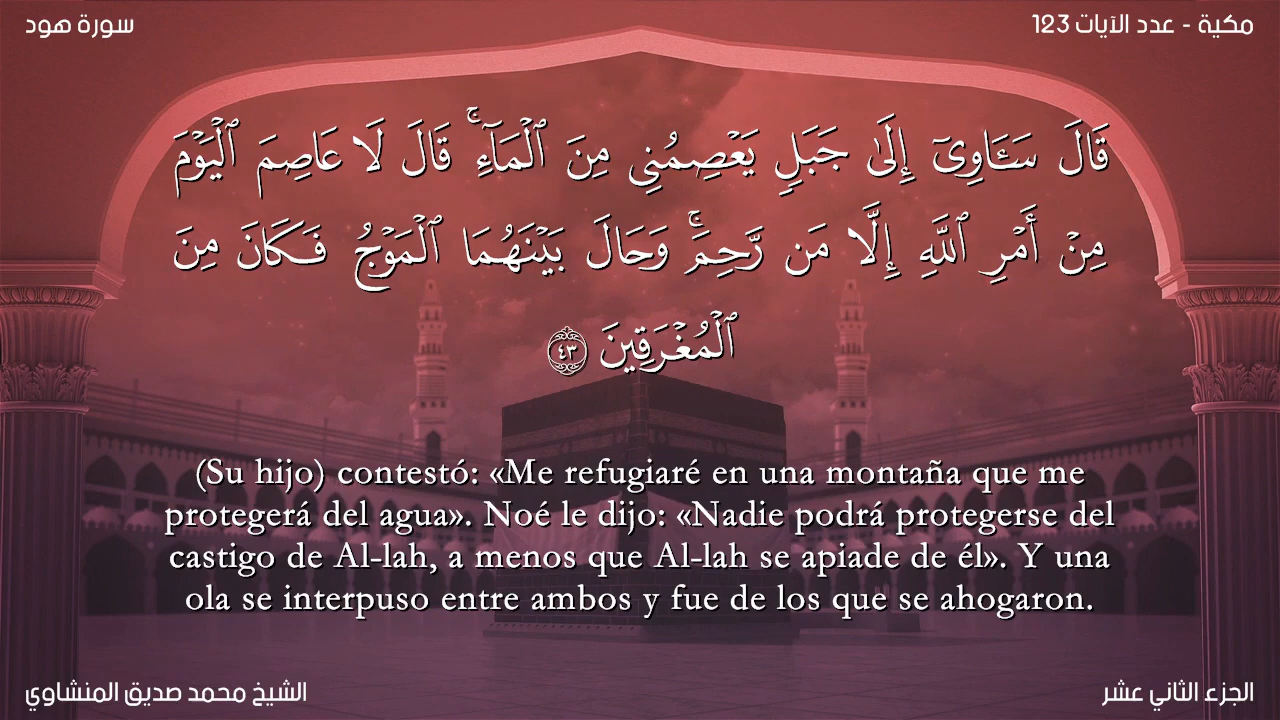 مكية - عدد الآيات 123
سورة هود
قَالَ سَـَٔاوِىٓ إِلَىٰ جَبَلٍ يَعْصِمُنِى مِنَ ٱلْمَآءِ ۚ قَالَ لَا عَاصِمَ ٱلْيَوْمَ
مِنْ أَمْرِ ٱللَّهِ إِلَّا مَن رَّحِمَ ۚ وَحَالَ بَيْنَهُمَا ٱلْمَوْجُ فَكَانَ مِنَ
ٱلْمُغْرَقِينَ ٤٣
(Su hijo) contestó: «Me refugiaré en una montaña que me
protegerá del agua». Noé le dijo: «Nadie podrá protegerse del
castigo de Al-lah, a menos que Al-lah se apiade de él». Y una
ola se interpuso entre ambos y fue de los que se ahogaron.
الجزء الثاني عشر
الشيخ محمد صديق المنشاوي